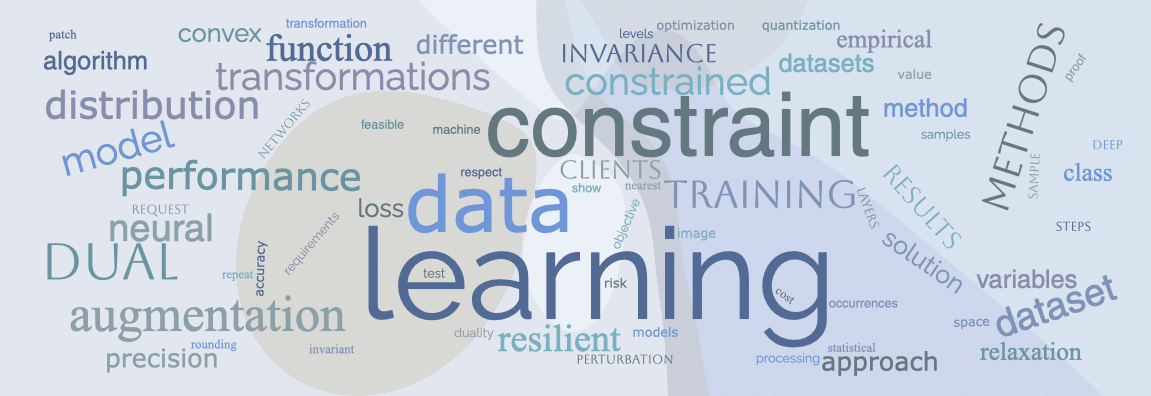 patch
convex
transformation
levels
optimization
quantization
algorithm
function
different
INVARIANCE
empirical
METHODS
proof
transformations
constrained
datasets
value
distribution
NETWORKS
feasible
machine
constraint
method
samples
model
DEEP
performance
respect
CLIENTS
show
nearest
TRAINING
LAYERS
RESULTS
SAMPLE
class
REQUEST
neural
loss
data
objective
image
STEPS
DUAL
repeat
accuracy
requirements
learning
test
risk
cost
solution
variables
augmentation
occurrences
space
dataset
precision
rounding
invariant
duality
resilient
models
PERTURBATION
processing
statistical
approach
relaxation